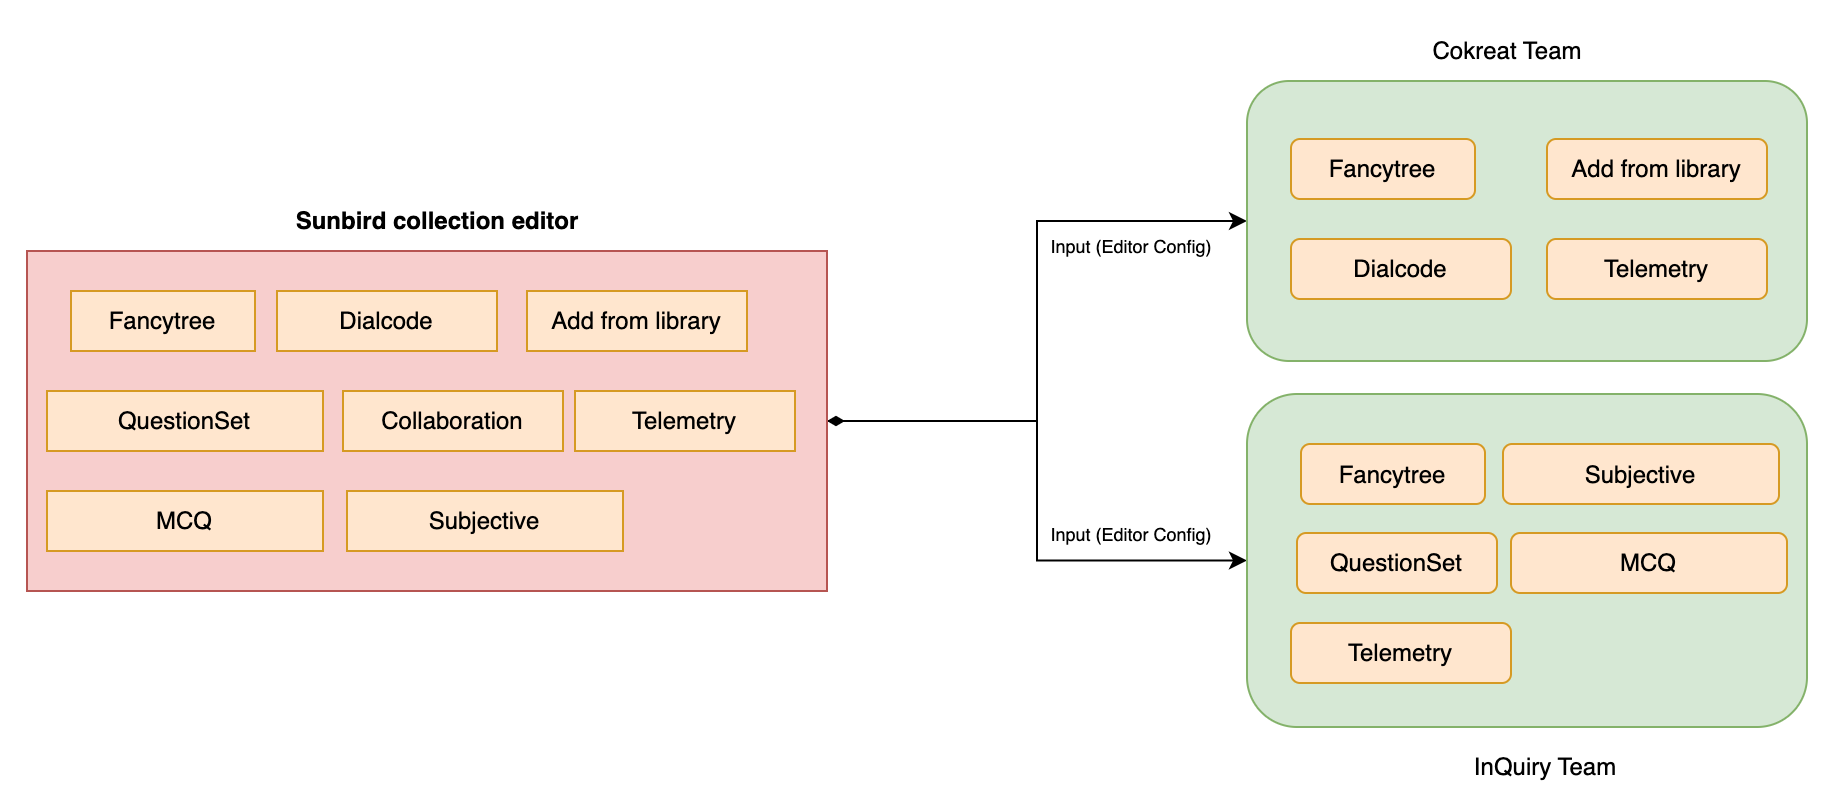 Sunbird collection editor
Fancytree
Dialcode
Add from library
QuestionSet
Collaboration
Telemetry
MCQ
Subjective
Input (Editor Config)
Input (Editor Config)
Cokreat Team
Fancytree
Add from library
Dialcode
Telemetry
Fancytree
Subjective
QuestionSet
MCQ
Telemetry
InQuiry Team